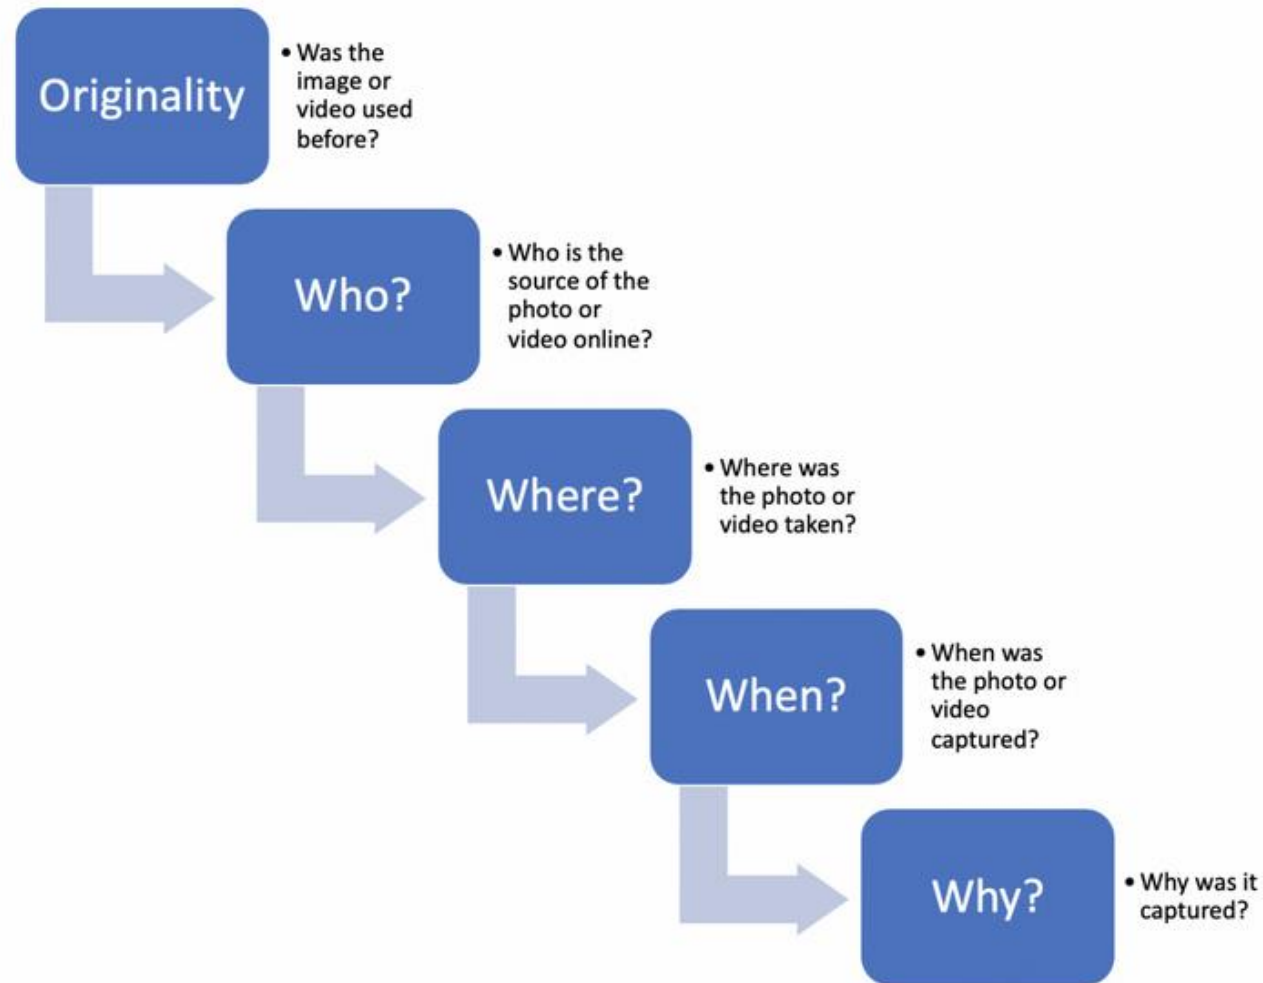 Originality
• Was the
image or
video used
before?
Who?
• Who is the
source of the
photo or
video online?
Where?
• Where was
the photo or
video taken?
When?
• When was
the photo or
video
captured?
Why?
• Why was it
captured?